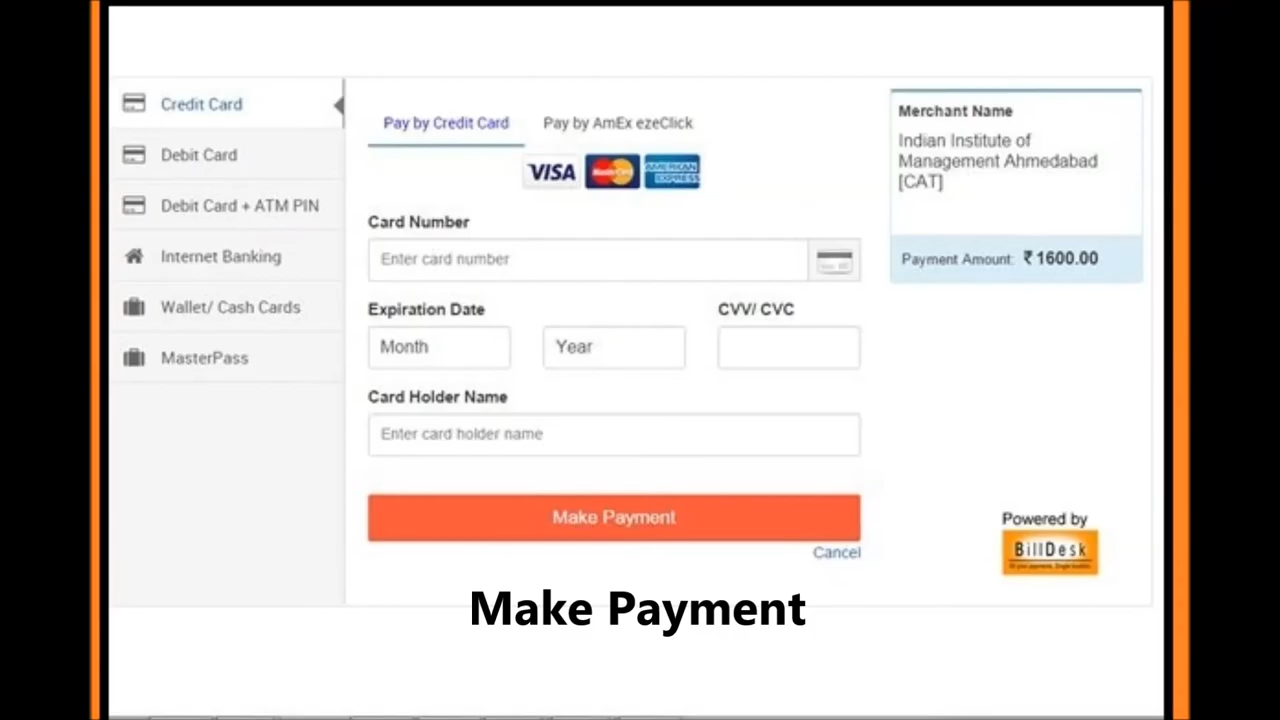 Credit Card
Debit Card
Debit Card + ATM PIN
Internet Banking
Wallet/ Cash Cards
MasterPass
Pay by Credit Card
Pay by AmEx ezeClick
VISA
MasterCard
AMERICAN
EXPRESS
Card Number
Enter card number
Expiration Date
CVV/ CVC
Month
Year
Card Holder Name
Enter card holder name
Make Payment
Cancel
Merchant Name
Indian Institute of
Management Ahmedabad
[CAT]
Payment Amount: ₹ 1600.00
Powered by
BillDesk
Make Payment